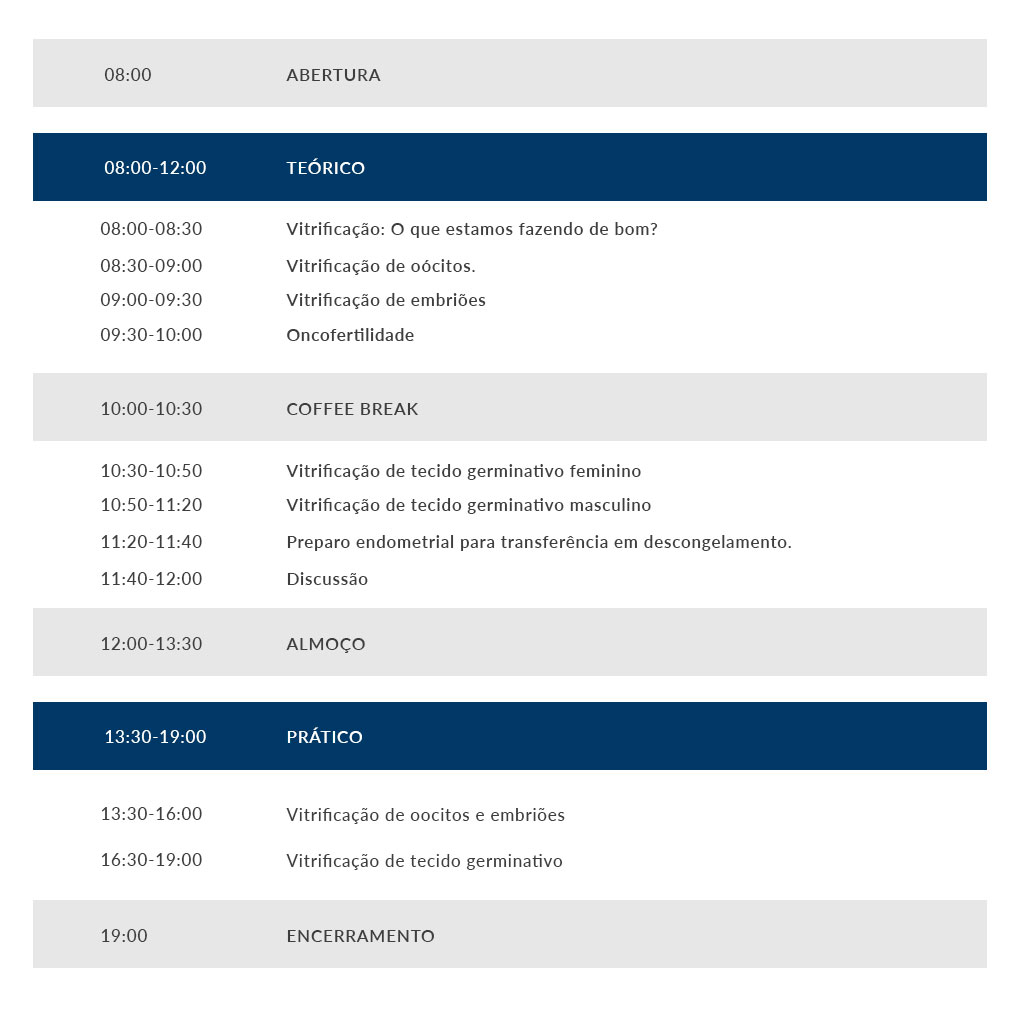 08:00 ABERTURA
08:00-12:00 TEÓRICO
08:00-08:30 Vitrificação: O que estamos fazendo de bom?
08:30-09:00 Vitrificação de oócitos.
09:00-09:30 Vitrificação de embriões
09:30-10:00 Oncofertilidade
10:00-10:30 COFFEE BREAK
10:30-10:50 Vitrificação de tecido germinativo feminino
10:50-11:20 Vitrificação de tecido germinativo masculino
11:20-11:40 Preparo endometrial para transferência em descongelamento.
11:40-12:00 Discussão
12:00-13:30 ALMOÇO
13:30-19:00 PRÁTICO
13:30-16:00 Vitrificação de oocitos e embriões
16:30-19:00 Vitrificação de tecido germinativo
19:00 ENCERRAMENTO